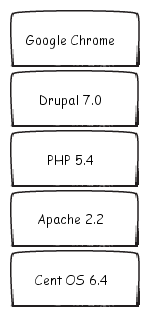 Google Chrome
Drupal 7.0
PHP 5.4
Apache 2.2
Cent OS 6.4